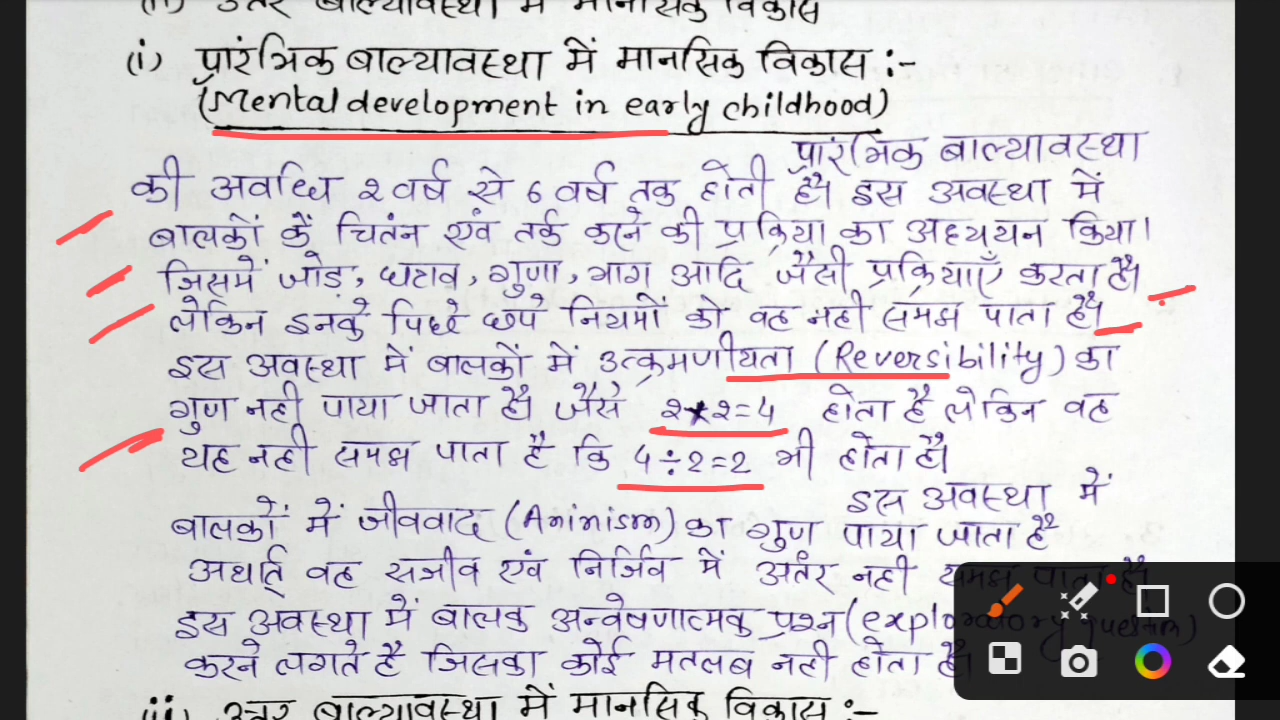 (ii) उत्तर बाल्यावस्था में मानसिक विकास
(i) प्रारंभिक बाल्यावस्था में मानसिक विकास :-
(Mental development in early childhood)
प्रारंभिक बाल्यावस्था
की अवधि 2 वर्ष से 6 वर्ष तक होती है। इस अवस्था में
बालकों कें चितंन एवं तर्क करने की प्रक्रिया का अध्ययन किया।
जिसमें जोड, घटाव, गुणा, भाग आदि जैसी प्रक्रियाएँ करता है।
लेकिन इनके पिछे छुपे नियमों को वह नही समझ पाता है।
इस अवस्था में बालकों में उत्क्रमणीयता (Reversibility) का
गुण नही पाया जाता है। जैसे 2*2=4 होता है लेकिन वह
यह नही समझ पाता है कि 4÷2=2 भी होता है।
इस अवस्था में
बालकों में जीववाद (Animism) का गुण पाया जाता है
अर्थात् वह सजीव एवं निर्जिव में अंतर नही समझ पाता है।
इस अवस्था में बालक अन्वेषणात्मक प्रश्न (exploratory question)
करने लगते है जिसका कोई मतलब नही होता है।
(ii) उत्तर बाल्यावस्था में मानसिक विकास :-